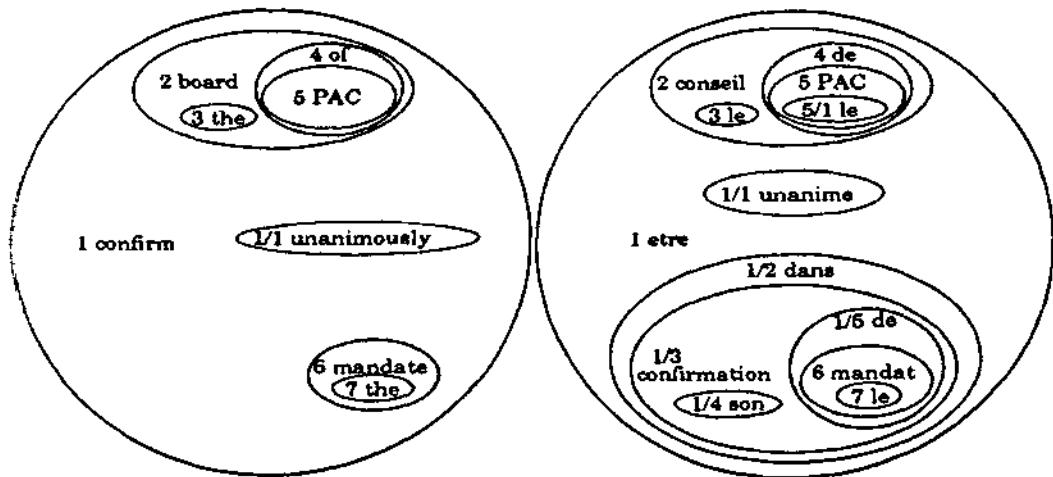 4 of
2 board
5 PAC
3 the
1 confirm
1/1 unanimously
6 mandate
7 the
4 de
2 conseil
5 PAC
3 le
5/1 le
1/1 unanime
1 etre
1/2 dans
1/5 de
1/3
confirmation
6 mandat
1/4 son
7 le